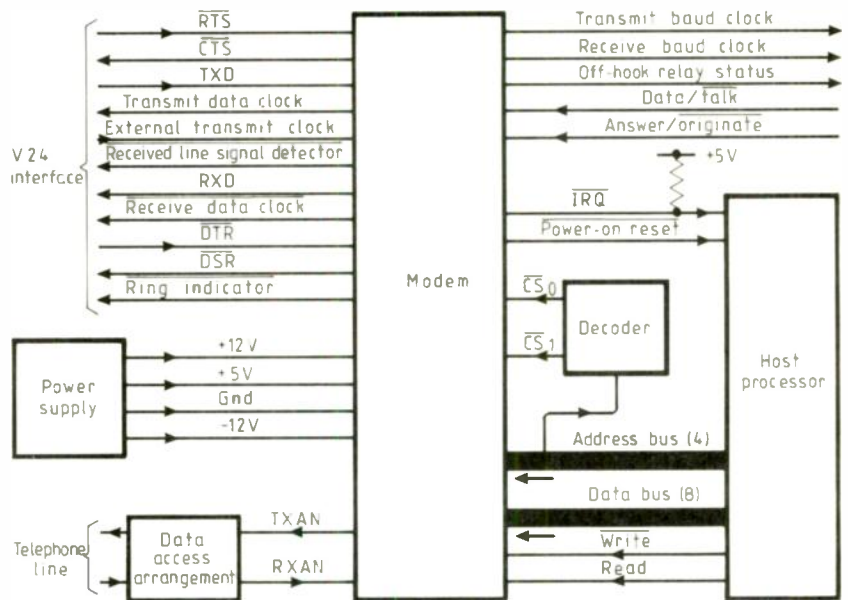 RTS
CTS
TXD
Transmit data clock
External transmit clock
Received line signal detector
RXD
Receive data clock
DTR
DSR
Ring indicator
V24
interface
Power
supply
+12V
+5V
Gnd
-12V
Telephone
line
Data
access
arrangement
TXAN
RXAN
Modem
Transmit baud clock
Receive baud clock
Off-hook relay status
Data/talk
Answer/originate
+5V
IRQ
Power-on reset
CS0
CS1
Decoder
Host
processor
Address bus (4)
Data bus (8)
Write
Read